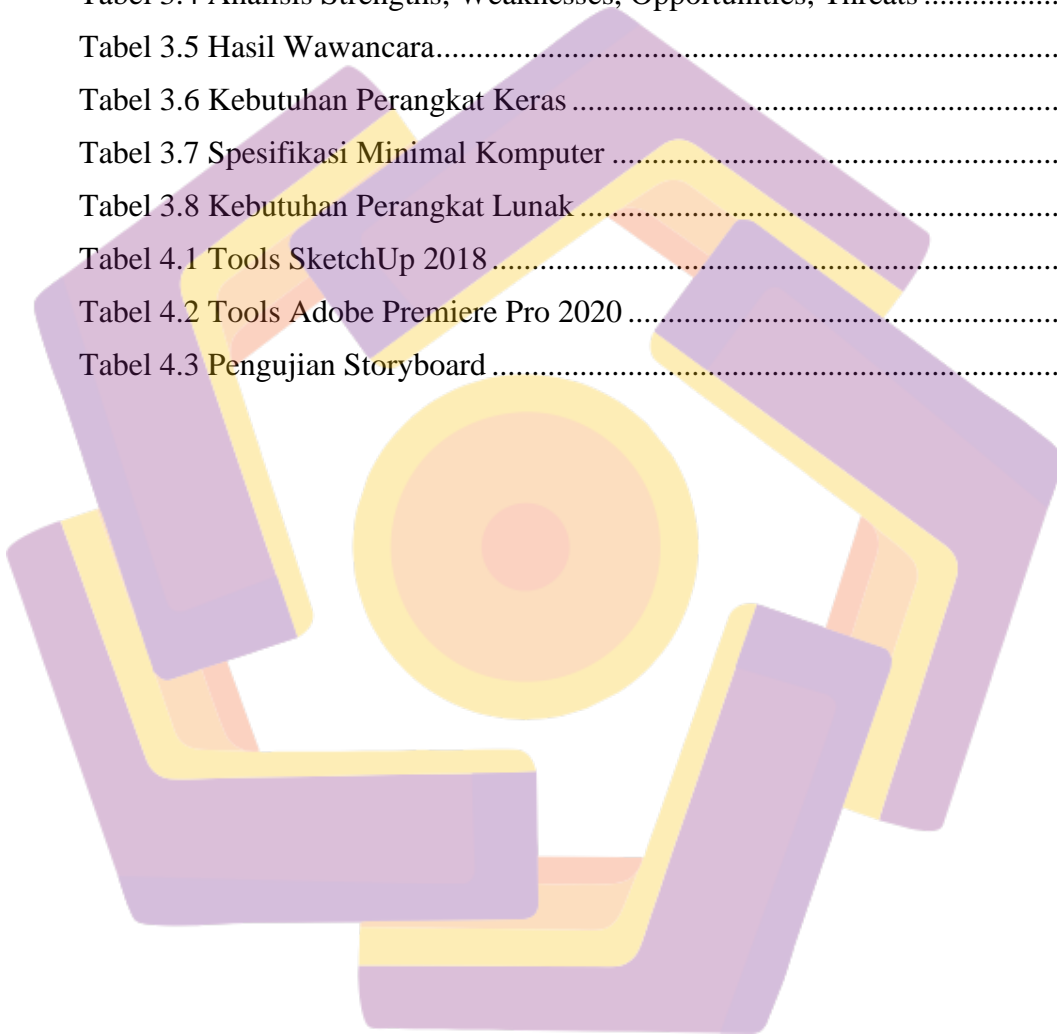 Tabel 3.4 Analisis Strengths, Weaknesses, Opportunities, Threats ..................
Tabel 3.5 Hasil Wawancara...............................................................................
Tabel 3.6 Kebutuhan Perangkat Keras ..............................................................
Tabel 3.7 Spesifikasi Minimal Komputer .........................................................
Tabel 3.8 Kebutuhan Perangkat Lunak .............................................................
Tabel 4.1 Tools SketchUp 2018 ........................................................................
Tabel 4.2 Tools Adobe Premiere Pro 2020 .......................................................
Tabel 4.3 Pengujian Storyboard ........................................................................